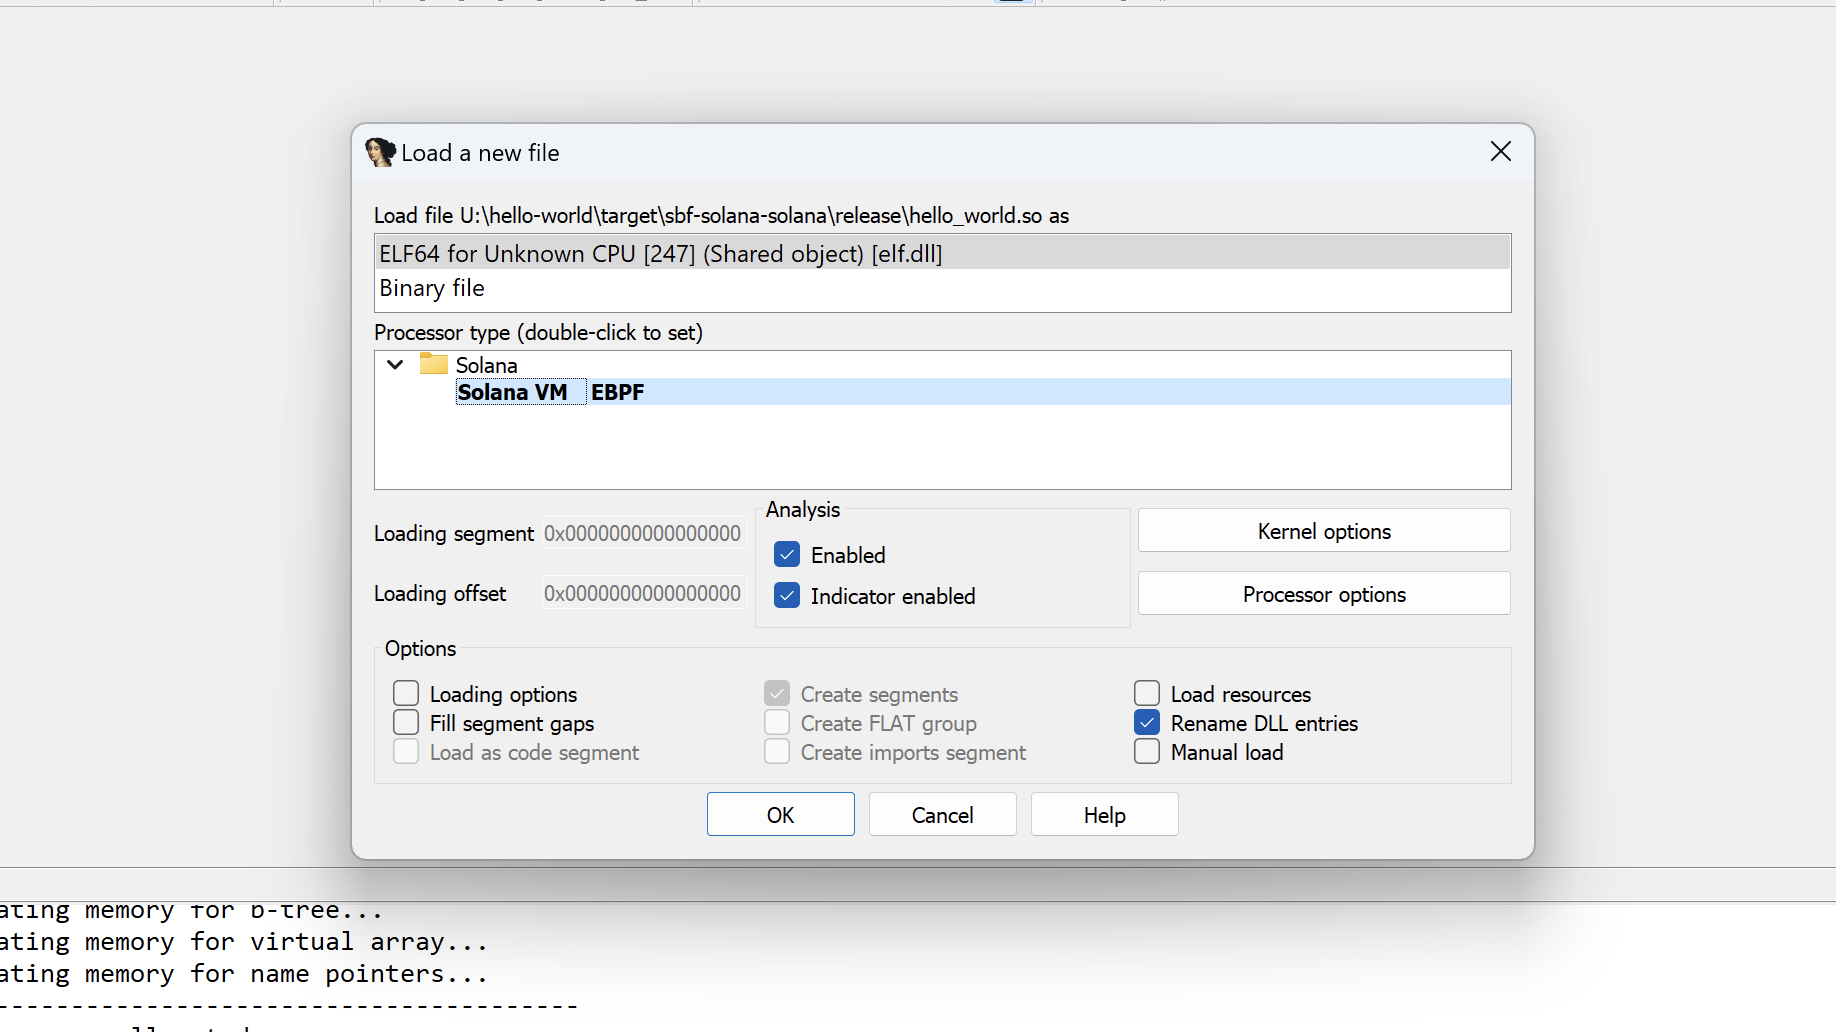 Load a new file
Load file U:\hello-world\target\sbf-solana-solana\release\hello_world.so as
ELF64 for Unknown CPU [247] (Shared object) [elf.dll]
Binary file
Processor type (double-click to set)
Solana
Solana VM EBPF
Loading segment 0x0000000000000000
Loading offset 0x0000000000000000
Analysis
Enabled
Indicator enabled
Kernel options
Processor options
Options
Loading options
Fill segment gaps
Load as code segment
Create segments
Create FLAT group
Create imports segment
Load resources
Rename DLL entries
Manual load
OK
Cancel
Help
ating memory for b-tree...
ating memory for virtual array...
ating memory for name pointers...
---------------------------------------